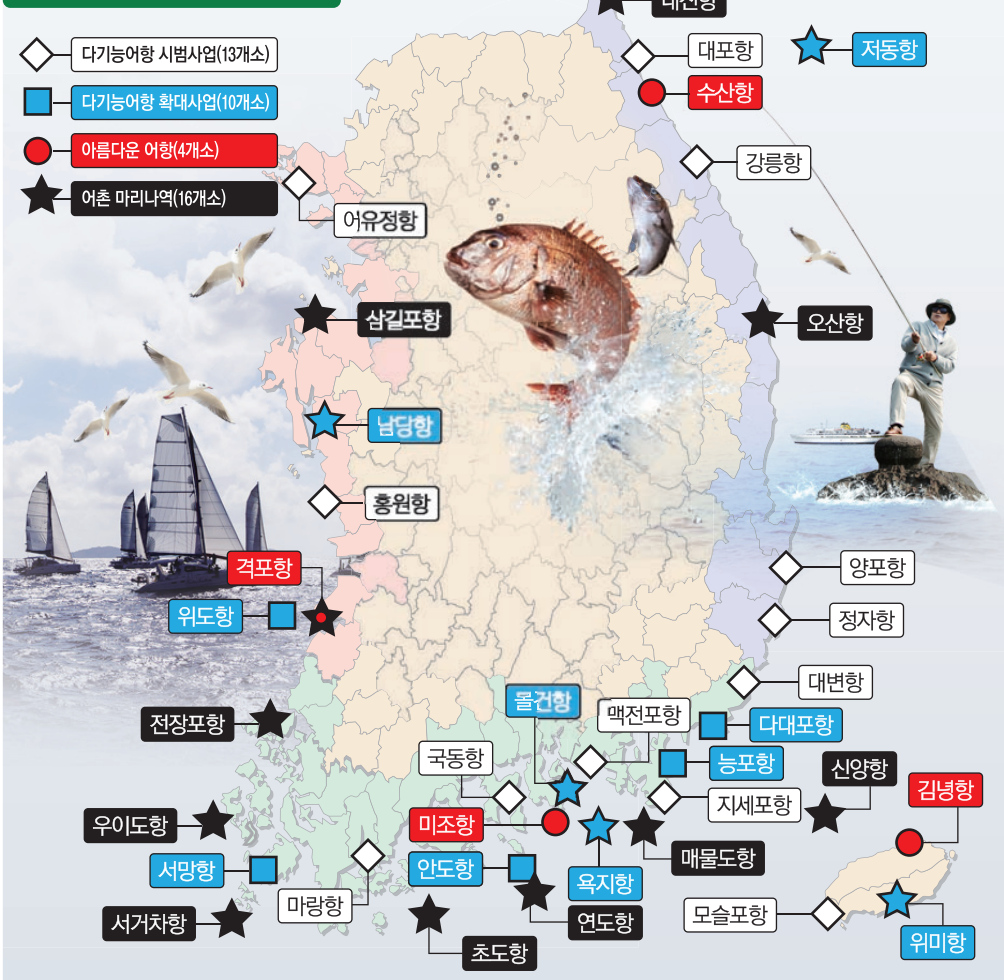 다기능어항 시범사업(13개소)
다기능어항 확대사업(10개소)
아름다운 어항(4개소)
어촌 마리나역(16개소)
대포항
저동항
수산항
강릉항
어유정항
삼길포항
오산항
남당항
홍원항
격포항
양포항
위도항
정자항
대변항
몰건항
맥전포항
전장포항
다대포항
국동항
능포항
신양항
김녕항
지세포항
우이도항
미조항
매물도항
서망항
안도항
욕지항
마랑항
모슬포항
서거차항
연도항
위미항
초도항